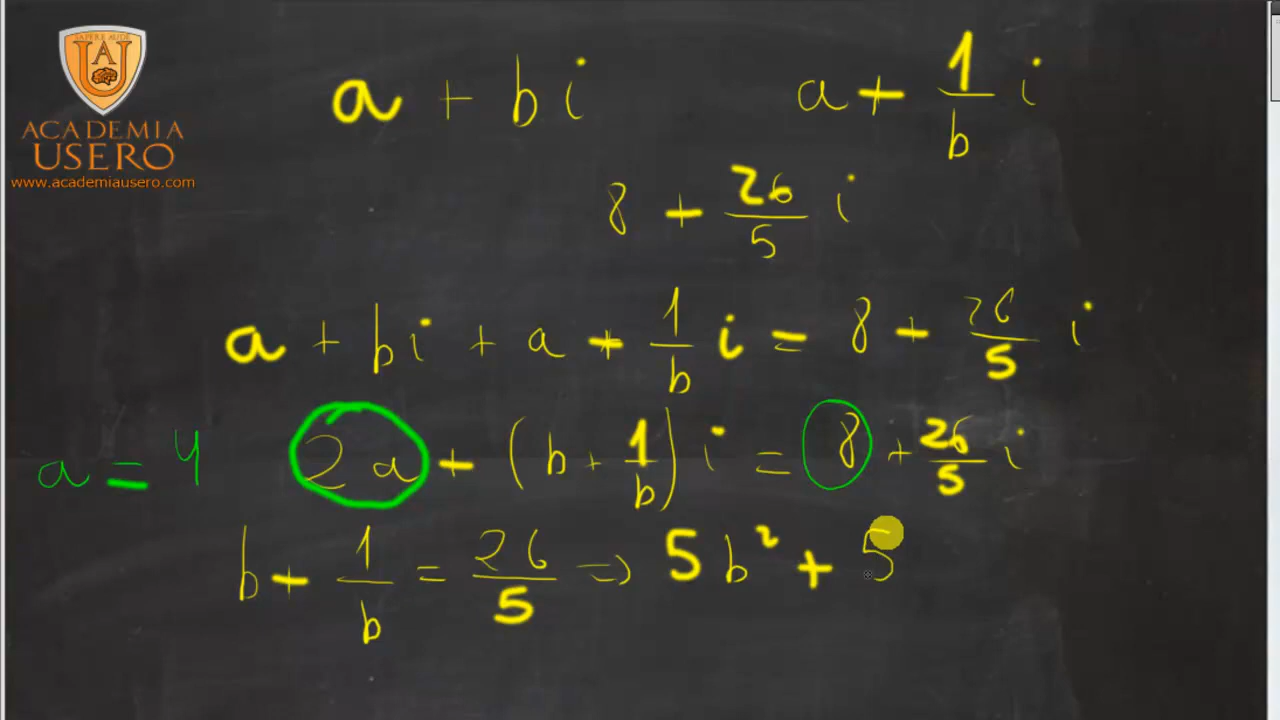 SAPERE AUDE
UA
ACADEMIA
USERO
www.academiausero.com
a + bi    a + 1/b i
8 + 26/5 i
a + bi + a + 1/b i = 8 + 26/5 i
a = 4    2a + (b + 1/b) i = 8 + 26/5 i
b + 1/b = 26/5 => 5b² + 5